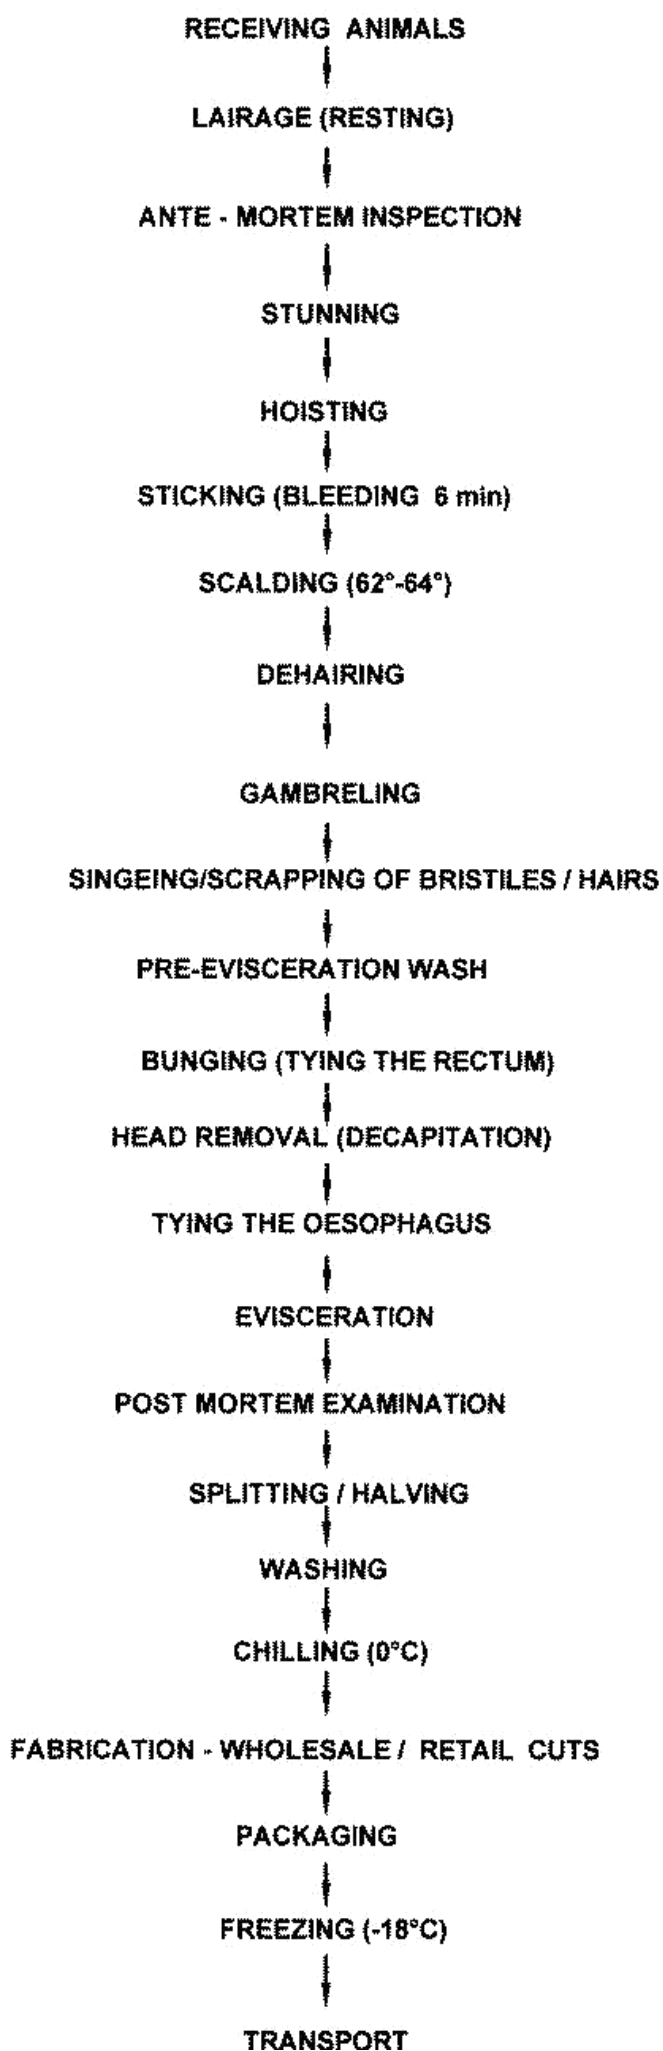 RECEIVING ANIMALS
LAIRAGE (RESTING)
ANTE - MORTEM INSPECTION
STUNNING
HOISTING
STICKING (BLEEDING 6 min)
SCALDING (62°-64°)
DEHAIRING
GAMBRELING
SINGEING/SCRAPPING OF BRISTILES / HAIRS
PRE-EVISCERATION WASH
BUNGING (TYING THE RECTUM)
HEAD REMOVAL (DECAPITATION)
TYING THE OESOPHAGUS
EVISCERATION
POST MORTEM EXAMINATION
SPLITTING / HALVING
WASHING
CHILLING (0°C)
FABRICATION - WHOLESALE / RETAIL CUTS
PACKAGING
FREEZING (-18°C)
TRANSPORT